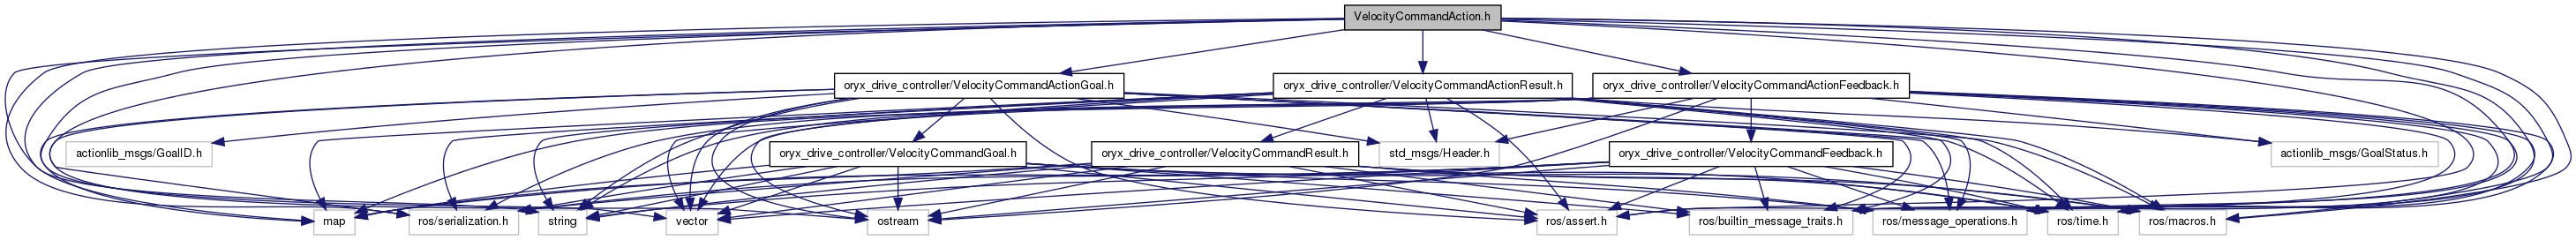 VelocityCommandAction.h
oryx_drive_controller/VelocityCommandActionGoal.h
oryx_drive_controller/VelocityCommandActionResult.h
oryx_drive_controller/VelocityCommandActionFeedback.h
actionlib_msgs/GoalID.h
oryx_drive_controller/VelocityCommandGoal.h
oryx_drive_controller/VelocityCommandResult.h
std_msgs/Header.h
oryx_drive_controller/VelocityCommandFeedback.h
actionlib_msgs/GoalStatus.h
map
ros/serialization.h
string
vector
ostream
ros/assert.h
ros/builtin_message_traits.h
ros/message_operations.h
ros/time.h
ros/macros.h